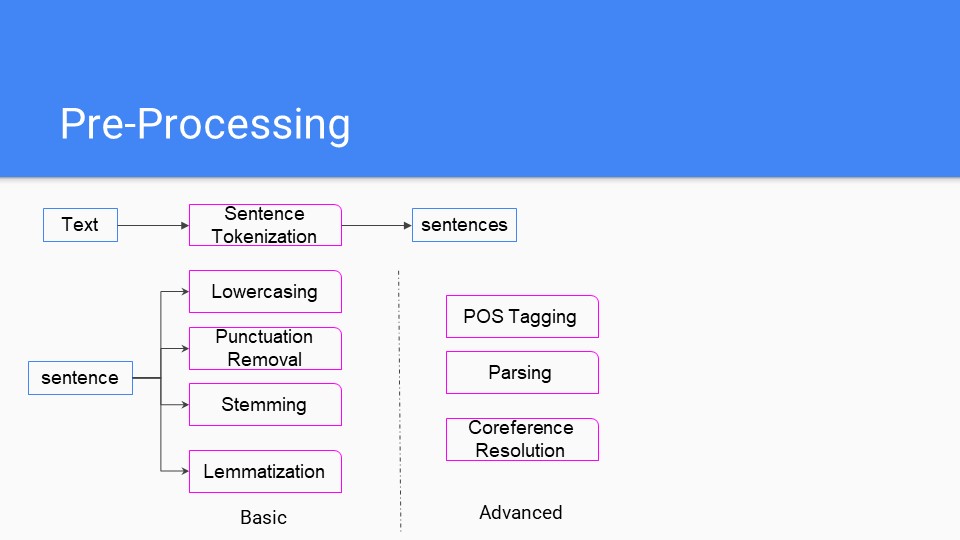 Pre-Processing
Text
Sentence
Tokenization
sentences
sentence
Lowercasing
Punctuation
Removal
Stemming
Lemmatization
Basic
POS Tagging
Parsing
Coreference
Resolution
Advanced